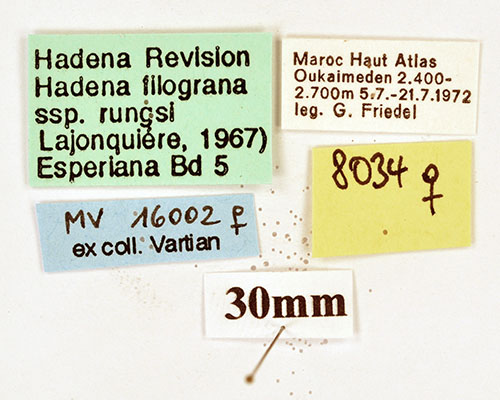 Hadena Revision
Hadena filograna
ssp. rungsi
Lajonquière, 1967)
Esperiana Bd 5
Maroc Haut Atlas
Oukaimeden 2.400-
2.700m 5.7.-21.7.1972
leg. G. Friedel
8034 ♀
MV 16002 ♀
ex coll. Vartian
30mm